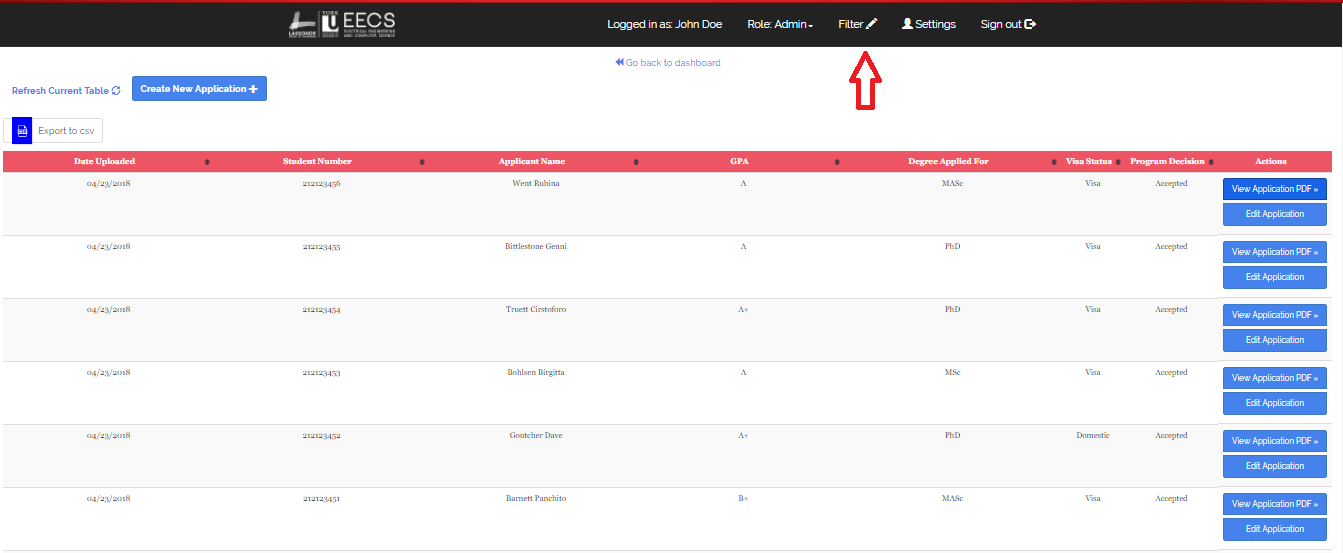 LASSONDE
YORK
U
EECS
ELECTRICAL ENGINEERING
AND COMPUTER SCIENCE
Logged in as: John Doe Role: Admin Filter Settings Sign out
Go back to dashboard
Refresh Current Table Create New Application
Export to csv
Date Uploaded Student Number Applicant Name GPA Degree Applied For Visa Status Program Decision Actions
04/23/2018 212123456 Went Rubina A MASc Visa Accepted View Application PDF »
Edit Application
04/23/2018 212123455 Bittlestone Genni A PhD Visa Accepted View Application PDF »
Edit Application
04/23/2018 212123454 Truett Cirstoforo A+ PhD Visa Accepted View Application PDF »
Edit Application
04/23/2018 212123453 Bohlsen Birgitta A MSc Visa Accepted View Application PDF »
Edit Application
04/23/2018 212123452 Goutcher Dave A+ PhD Domestic Accepted View Application PDF »
Edit Application
04/23/2018 212123451 Barnett Panchito B+ MASc Visa Accepted View Application PDF »
Edit Application